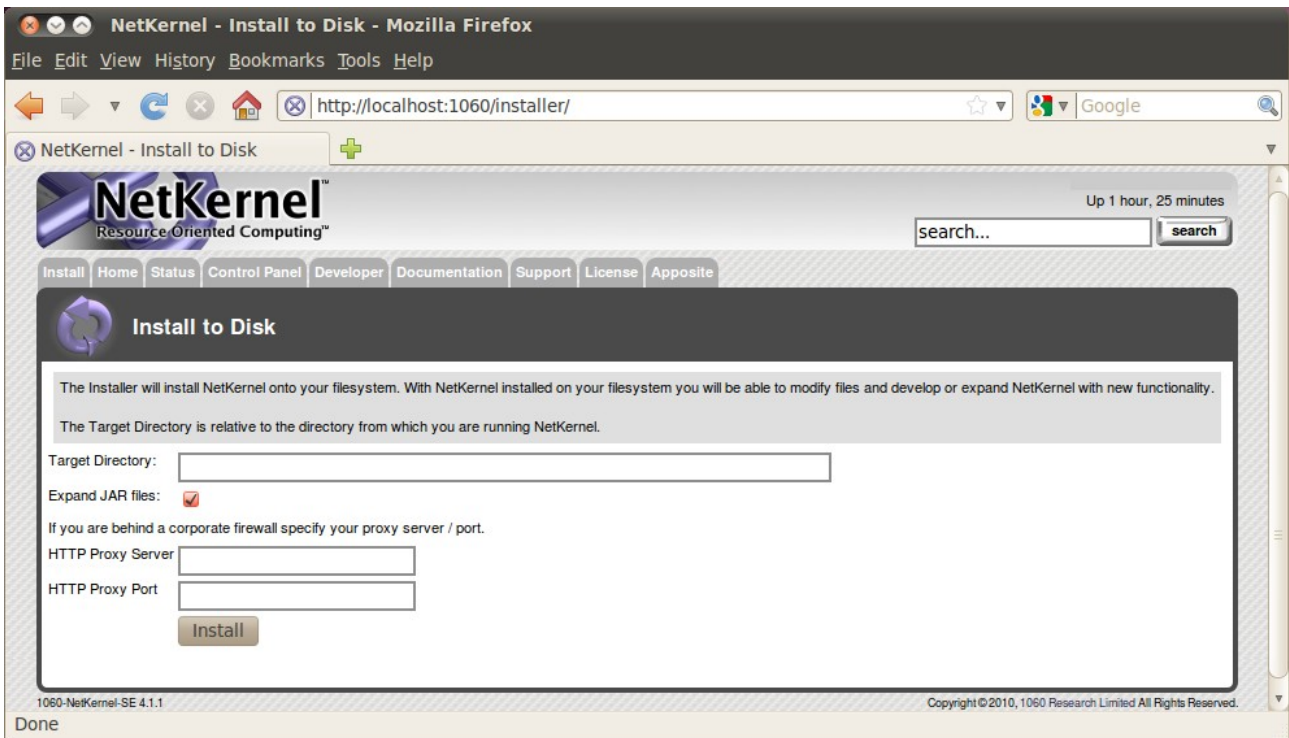 NetKernel - Install to Disk - Mozilla Firefox
File Edit View History Bookmarks Tools Help
http://localhost:1060/installer/
Google
NetKernel - Install to Disk
NetKernel™
Resource Oriented Computing™
Up 1 hour, 25 minutes
search...
search
Install Home Status Control Panel Developer Documentation Support License Apposite
Install to Disk
The Installer will install NetKernel onto your filesystem. With NetKernel installed on your filesystem you will be able to modify files and develop or expand NetKernel with new functionality.
The Target Directory is relative to the directory from which you are running NetKernel.
Target Directory:
Expand JAR files:
If you are behind a corporate firewall specify your proxy server / port.
HTTP Proxy Server
HTTP Proxy Port
Install
1060-NetKernel-SE 4.1.1
Copyright © 2010, 1060 Research Limited All Rights Reserved.
Done